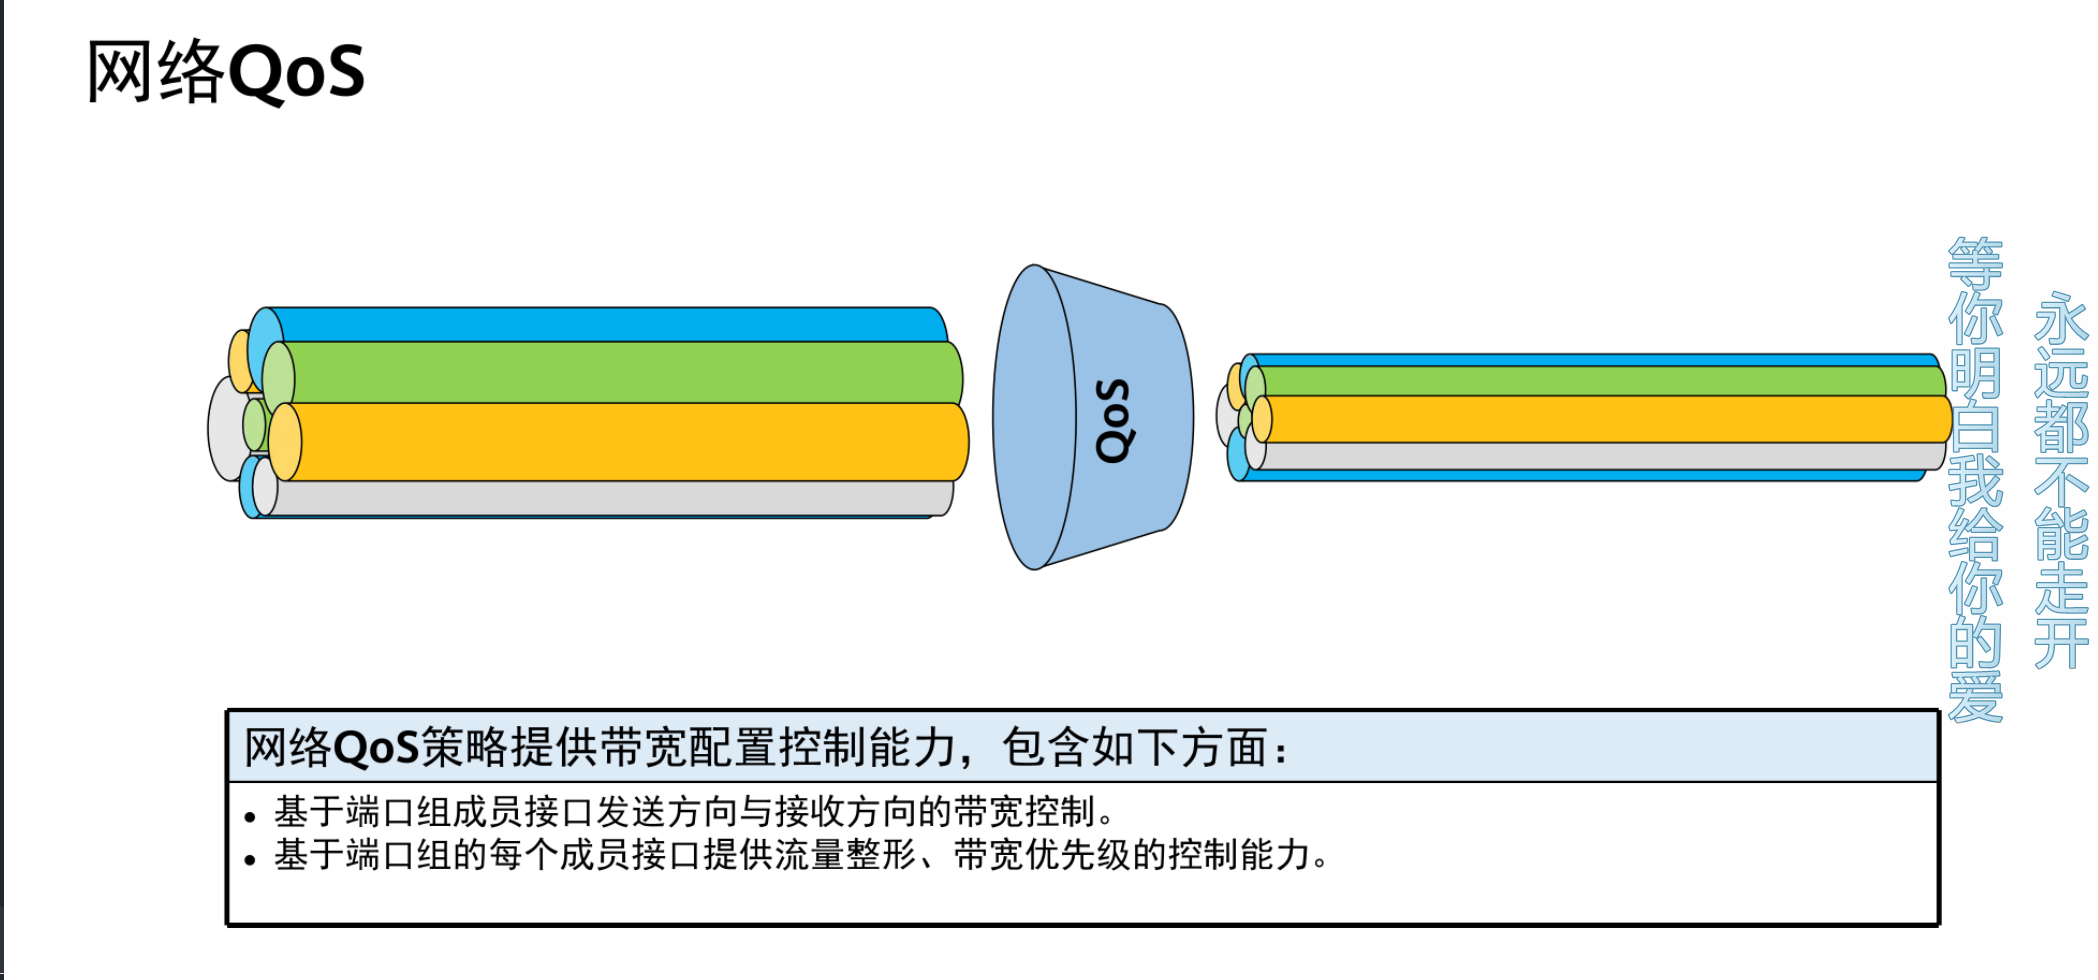 网络QoS
QoS
永远都不能走开
等你明白我给你的爱
网络QoS策略提供带宽配置控制能力，包含如下方面：
• 基于端口组成员接口发送方向与接收方向的带宽控制。
• 基于端口组的每个成员接口提供流量整形、带宽优先级的控制能力。